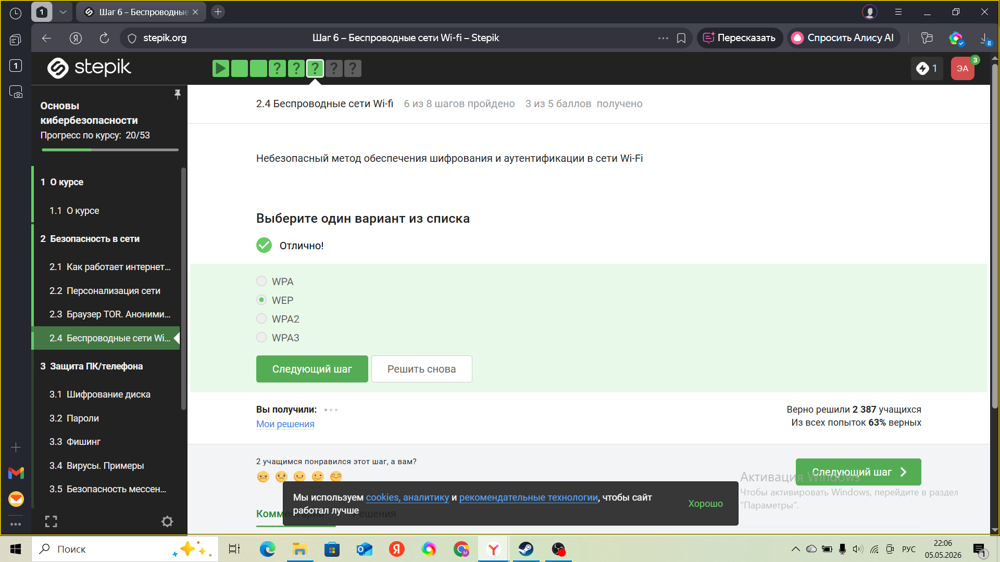 1
Шаг 6 – Беспроводные
stepik.org
Шаг 6 – Беспроводные сети Wi-fi – Stepik
Пересказать
Спросить Алису AI
8
1
stepik
1
ЭА
3
Основы
кибербезопасности
Прогресс по курсу: 20/53
1 О курсе
1.1 О курсе
2 Безопасность в сети
2.1 Как работает интернет...
2.2 Персонализация сети
2.3 Браузер TOR. Аноними...
2.4 Беспроводные сети Wi...
3 Защита ПК/телефона
3.1 Шифрование диска
3.2 Пароли
3.3 Фишинг
3.4 Вирусы. Примеры
3.5 Безопасность мессен...
2.4 Беспроводные сети Wi-fi 6 из 8 шагов пройдено 3 из 5 баллов получено
Небезопасный метод обеспечения шифрования и аутентификации в сети Wi-Fi
Выберите один вариант из списка
Отлично!
WPA
WEP
WPA2
WPA3
Следующий шаг
Решить снова
Вы получили:
Мои решения
Верно решили 2 387 учащихся
Из всех попыток 63% верных
2 учащимся понравился этот шаг, а вам?
Следующий шаг
Активация Windows
Чтобы активировать Windows, перейдите в раздел
"Параметры".
Комментарии
Решения
Мы используем cookies, аналитику и рекомендательные технологии, чтобы сайт
работал лучше
Хорошо
Поиск
РУС
22:06
05.05.2026
1